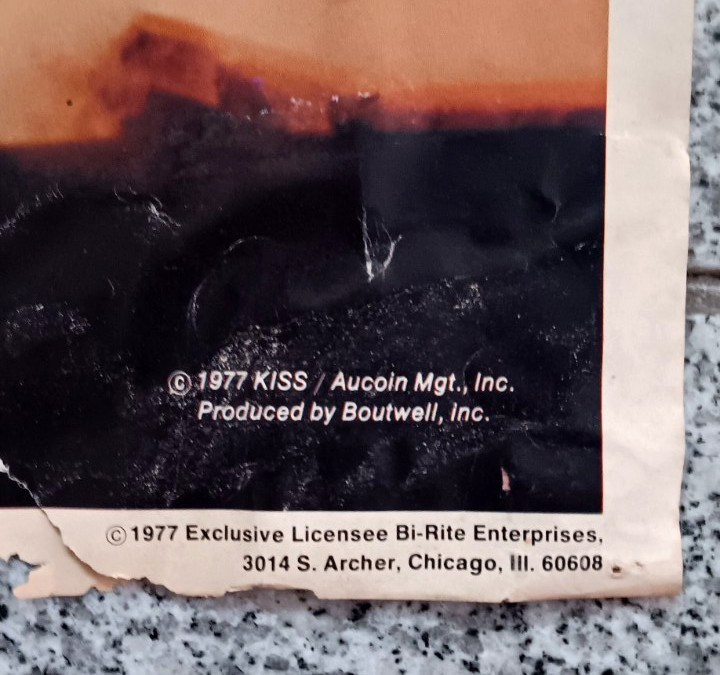 © 1977 KISS / Aucoin Mgt., Inc.
Produced by Boutwell, Inc.
© 1977 Exclusive Licensee Bi-Rite Enterprises,
3014 S. Archer, Chicago, Ill. 60608